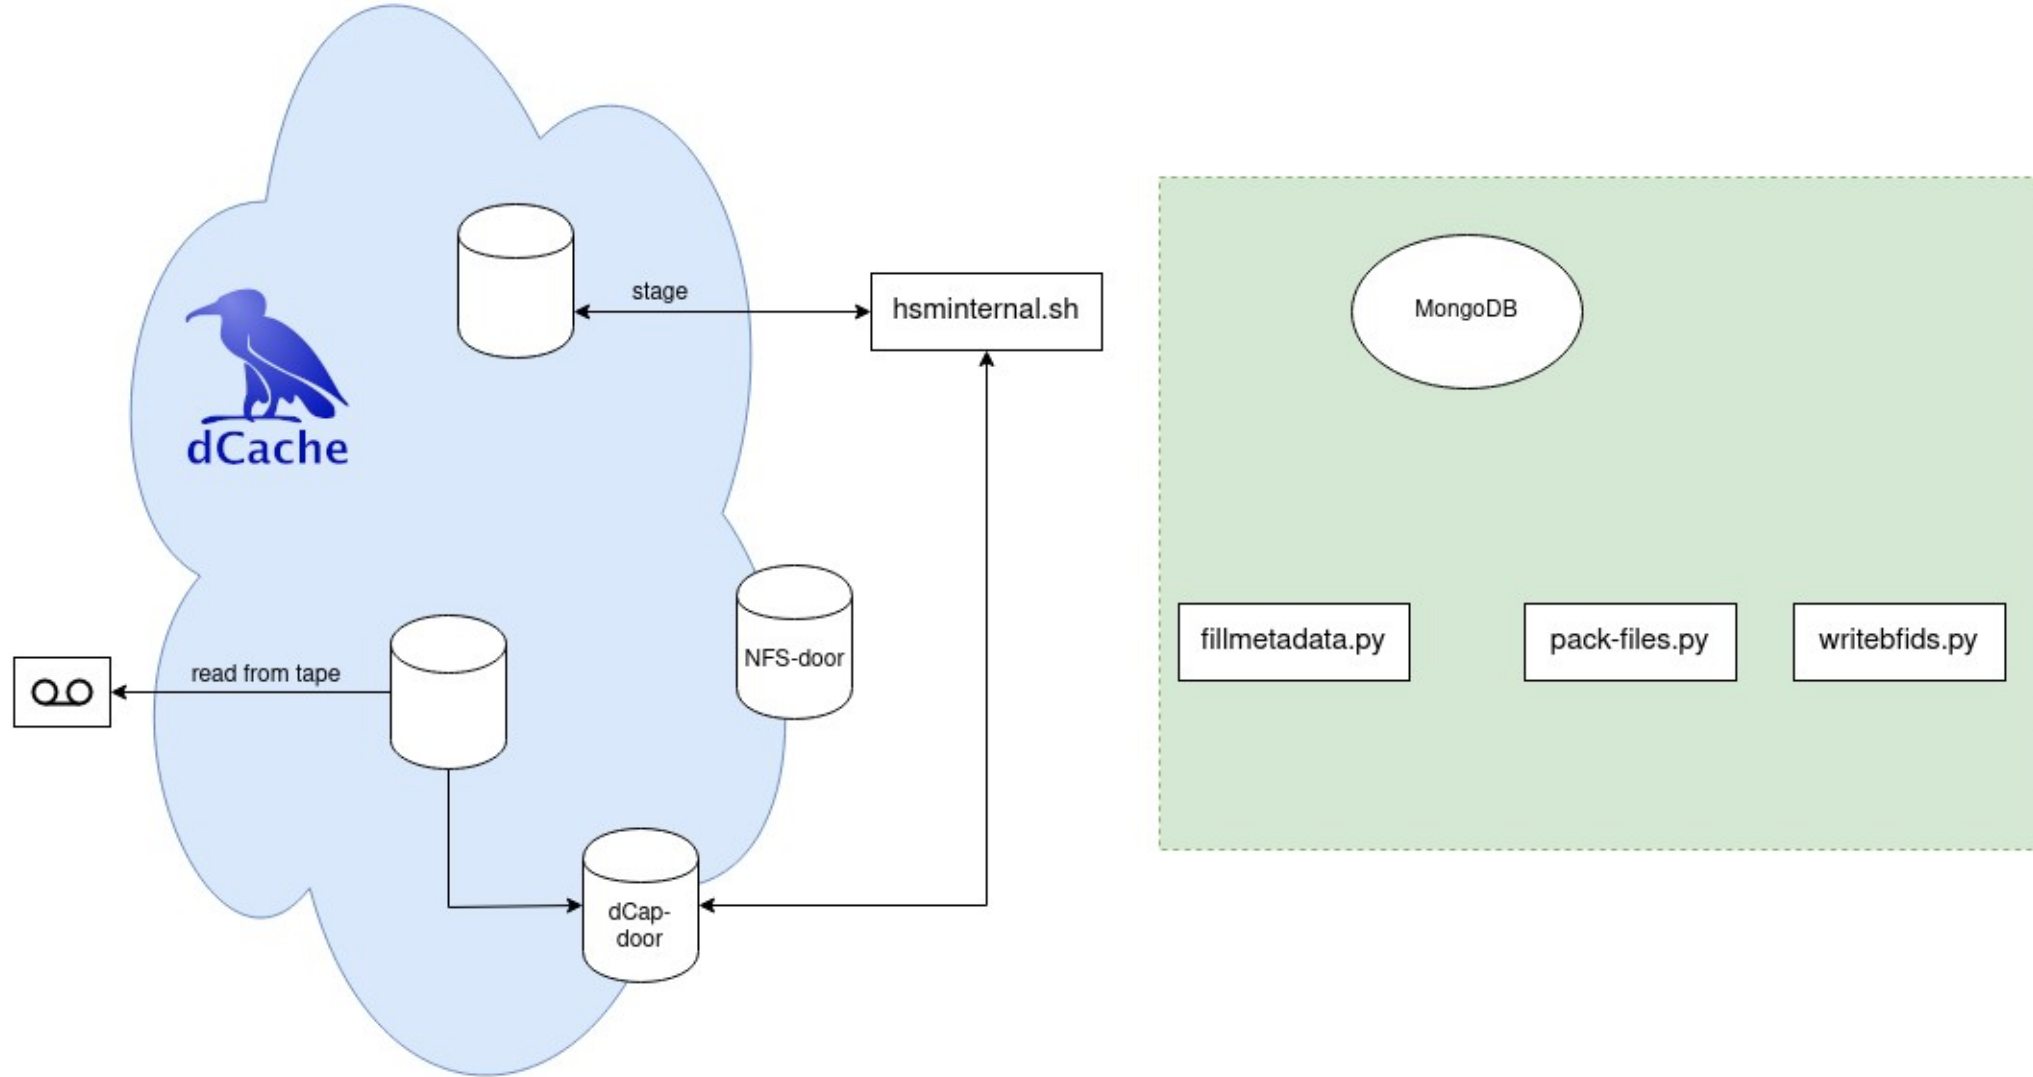 stage
hsminternal.sh
MongoDB
dCache
NFS-door
fillmetadata.py
pack-files.py
writebfids.py
read from tape
dCap-
door